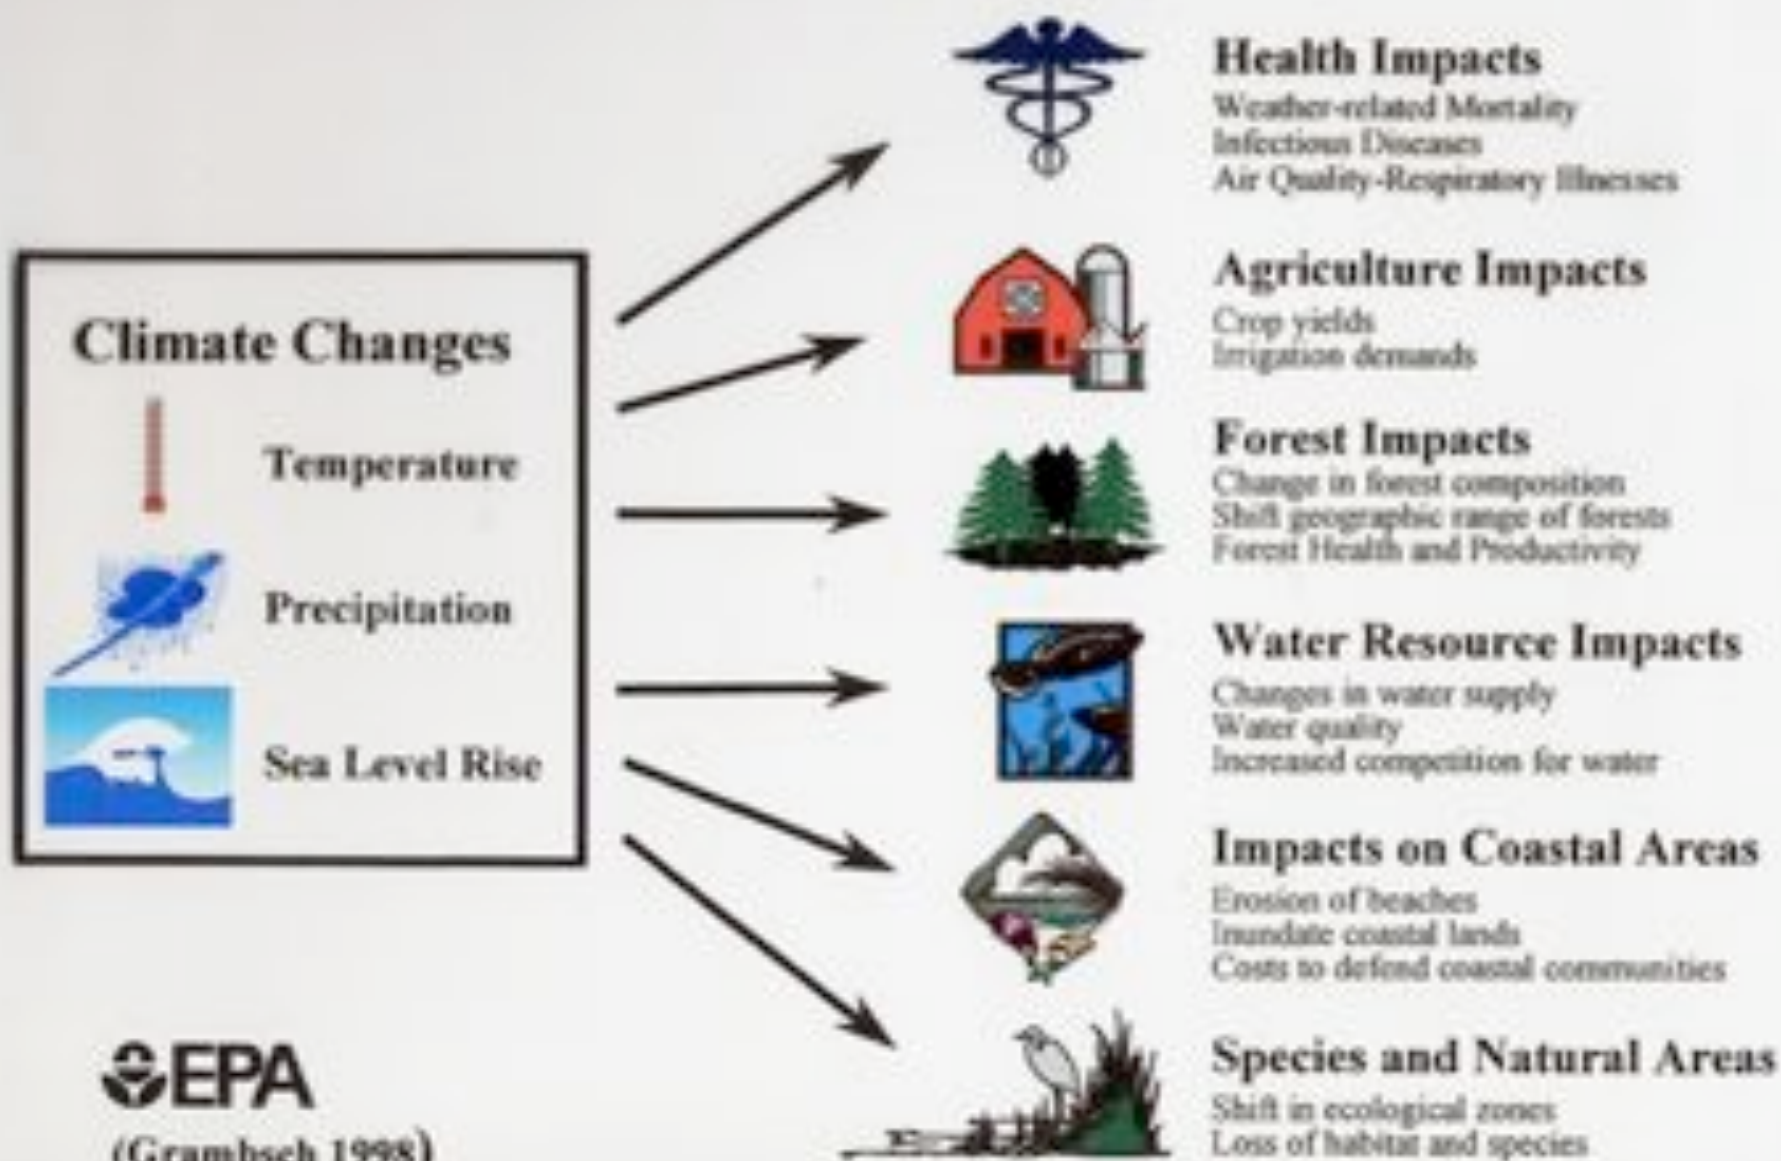 Climate Changes
Temperature
Precipitation
Sea Level Rise
EPA
(Grambsch 1998)
Health Impacts
Weather-related Mortality
Infectious Diseases
Air Quality-Respiratory Illnesses
Agriculture Impacts
Crop yields
Irrigation demands
Forest Impacts
Change in forest composition
Shift geographic range of forests
Forest Health and Productivity
Water Resource Impacts
Changes in water supply
Water quality
Increased competition for water
Impacts on Coastal Areas
Erosion of beaches
Inundate coastal lands
Costs to defend coastal communities
Species and Natural Areas
Shift in ecological zones
Loss of habitat and species